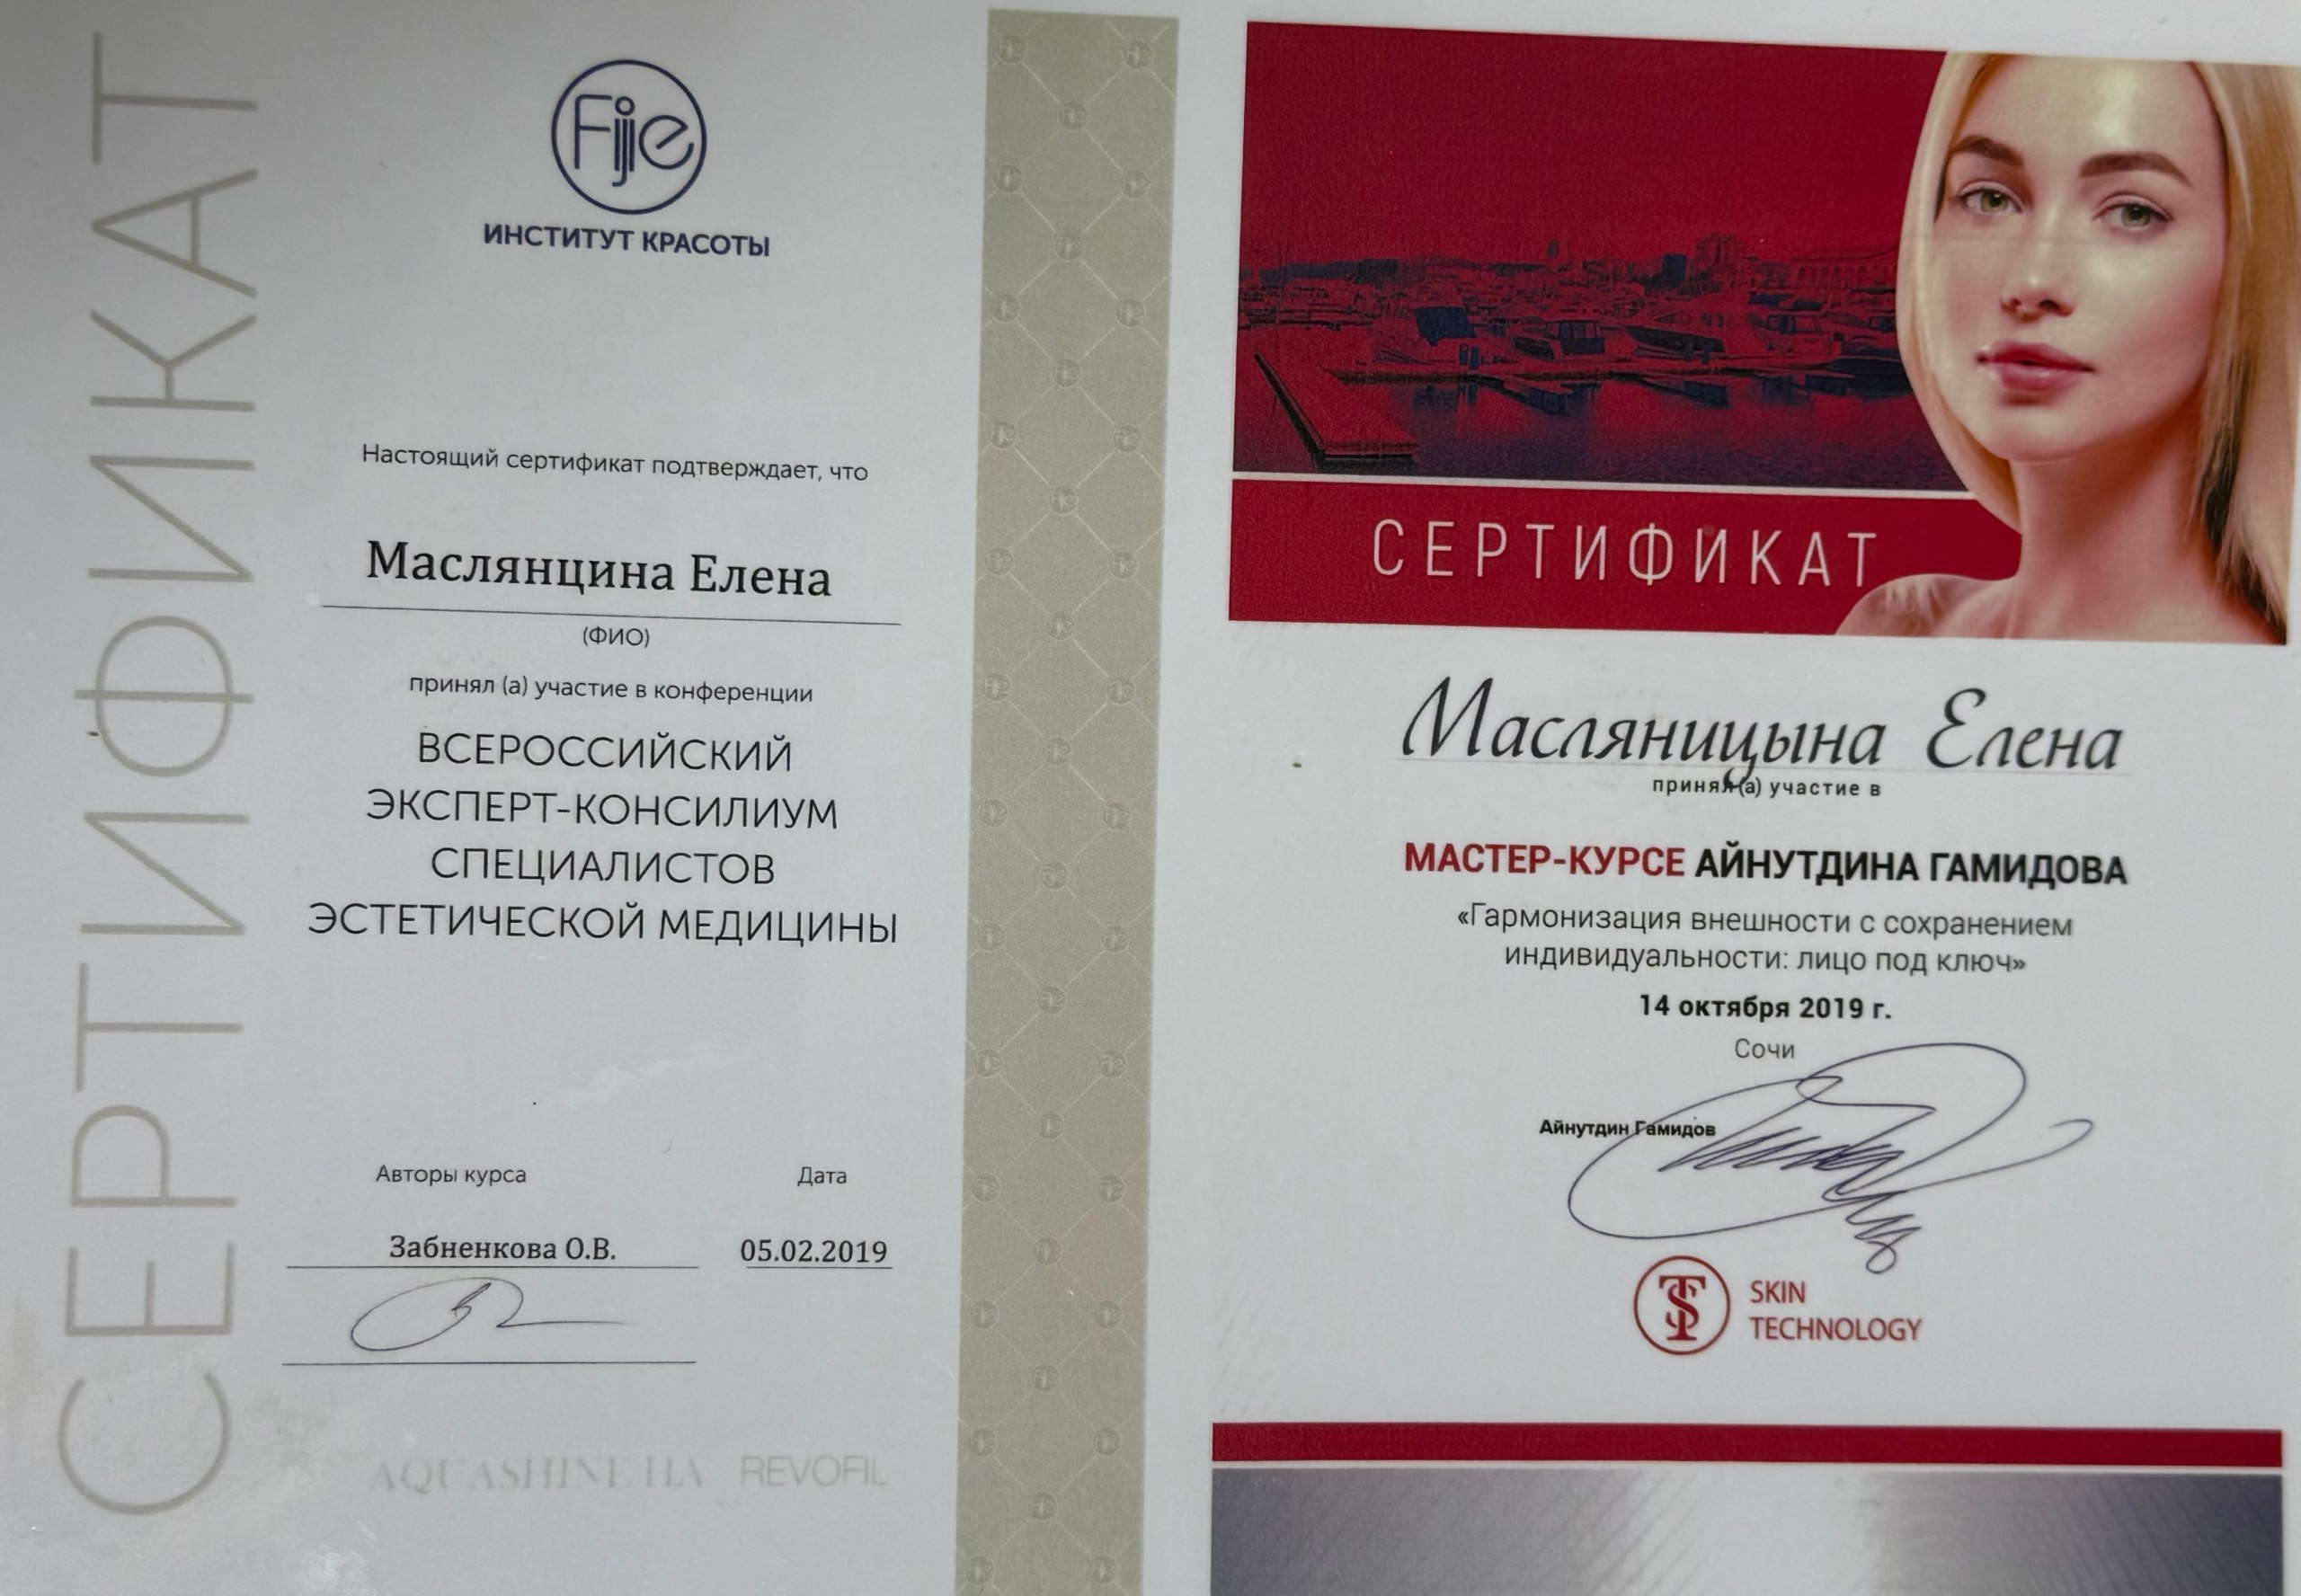 СЕРТИФИКАТ
Fijie
ИНСТИТУТ КРАСОТЫ
Настоящий сертификат подтверждает, что
Маслянцина Елена
(ФИО)
принял (а) участие в конференции
ВСЕРОССИЙСКИЙ
ЭКСПЕРТ-КОНСИЛИУМ
СПЕЦИАЛИСТОВ
ЭСТЕТИЧЕСКОЙ МЕДИЦИНЫ
Авторы курса Дата
Забненкова О.В. 05.02.2019
AQUASHINE HA REVOFIL
СЕРТИФИКАТ
Масляницына Елена
принял(а) участие в
МАСТЕР-КУРСЕ АЙНУТДИНА ГАМИДОВА
«Гармонизация внешности с сохранением
индивидуальности: лицо под ключ»
14 октября 2019 г.
Сочи
Айнутдин Гамидов
SKIN
TECHNOLOGY